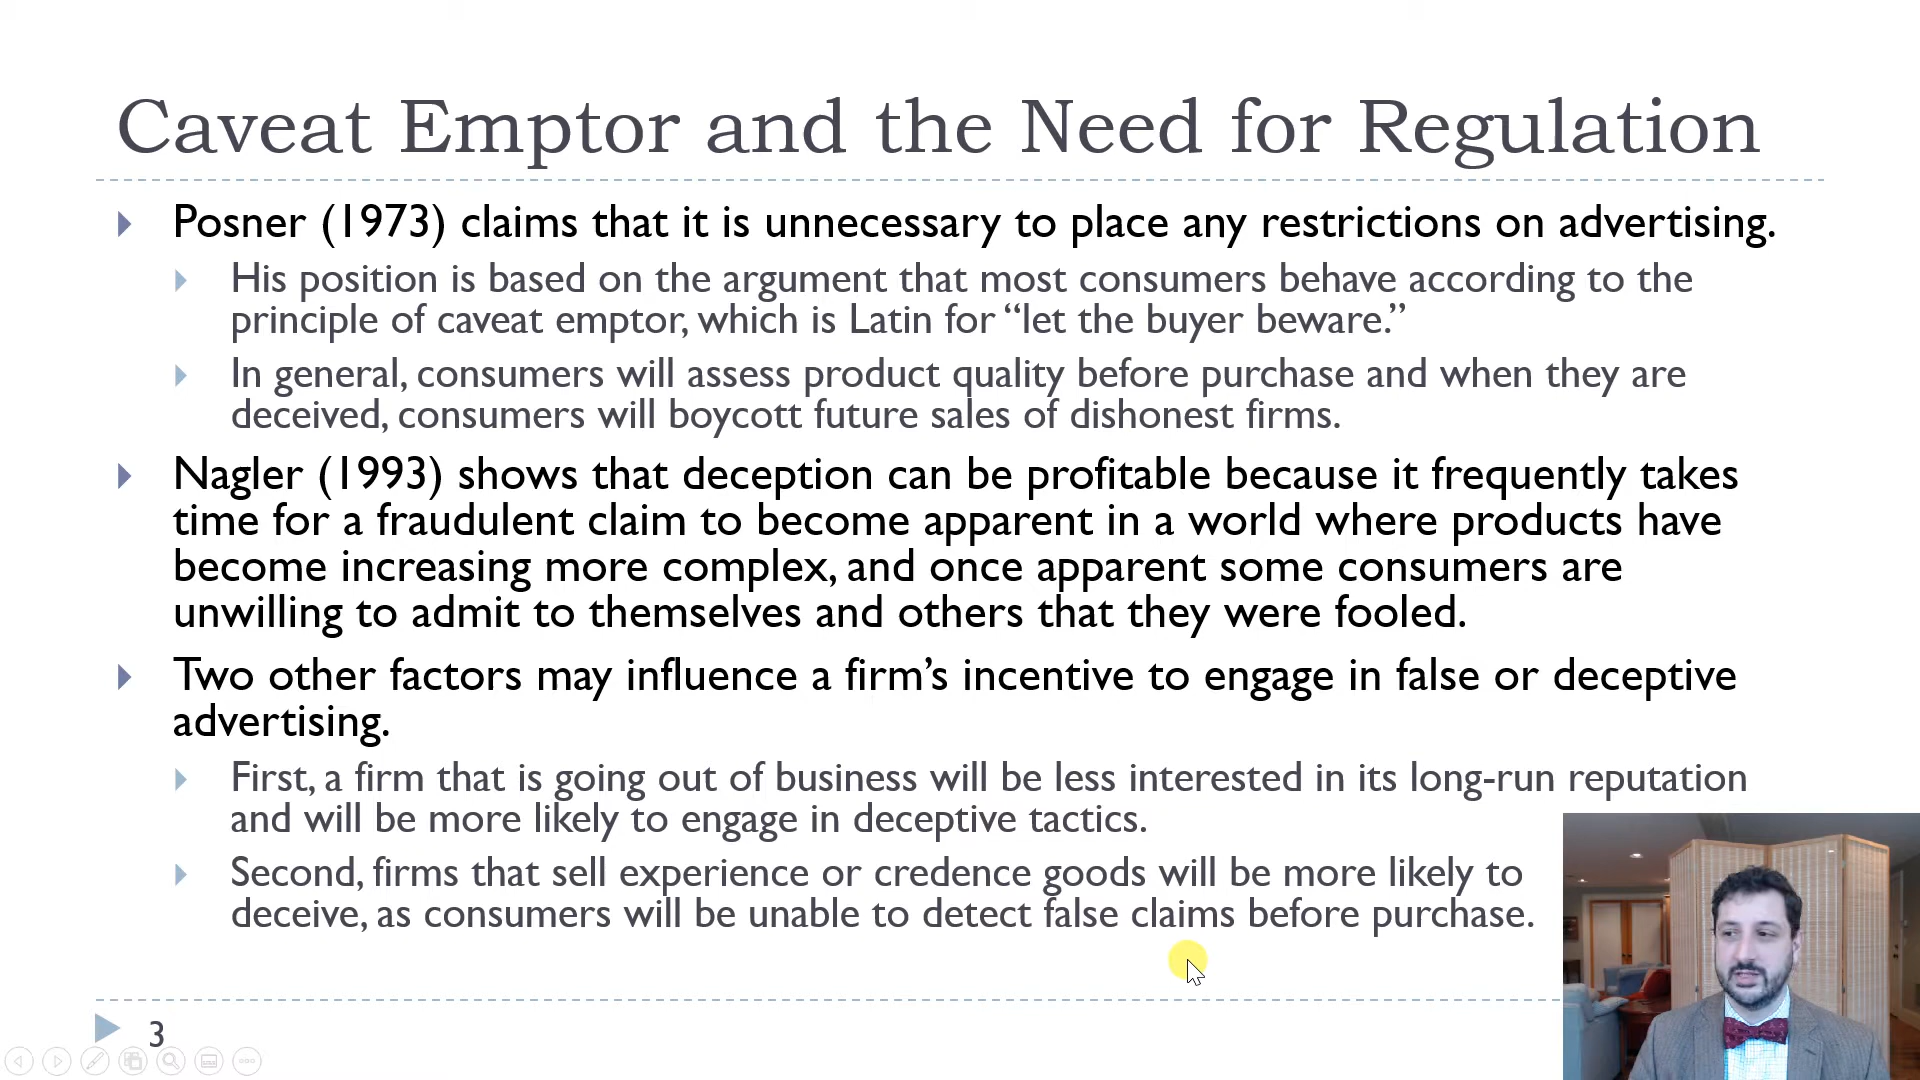 Caveat Emptor and the Need for Regulation
Posner (1973) claims that it is unnecessary to place any restrictions on advertising.
His position is based on the argument that most consumers behave according to the
principle of caveat emptor, which is Latin for “let the buyer beware.”
In general, consumers will assess product quality before purchase and when they are
deceived, consumers will boycott future sales of dishonest firms.
Nagler (1993) shows that deception can be profitable because it frequently takes
time for a fraudulent claim to become apparent in a world where products have
become increasing more complex, and once apparent some consumers are
unwilling to admit to themselves and others that they were fooled.
Two other factors may influence a firm’s incentive to engage in false or deceptive
advertising.
First, a firm that is going out of business will be less interested in its long-run reputation
and will be more likely to engage in deceptive tactics.
Second, firms that sell experience or credence goods will be more likely to
deceive, as consumers will be unable to detect false claims before purchase.
3